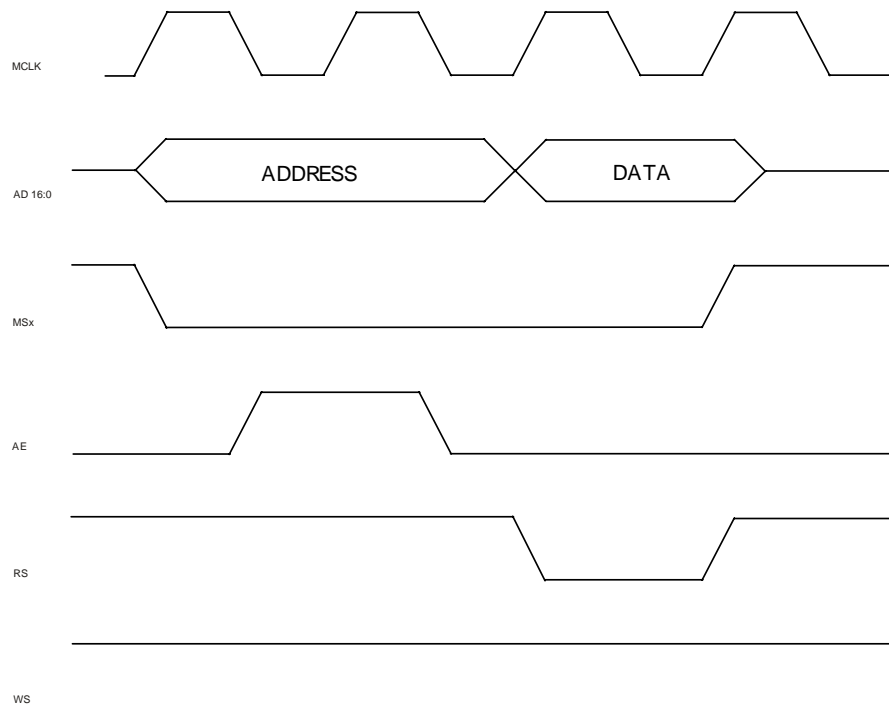 MCLK
AD 16:0
ADDRESS
DATA
MSx
AE
RS
WS